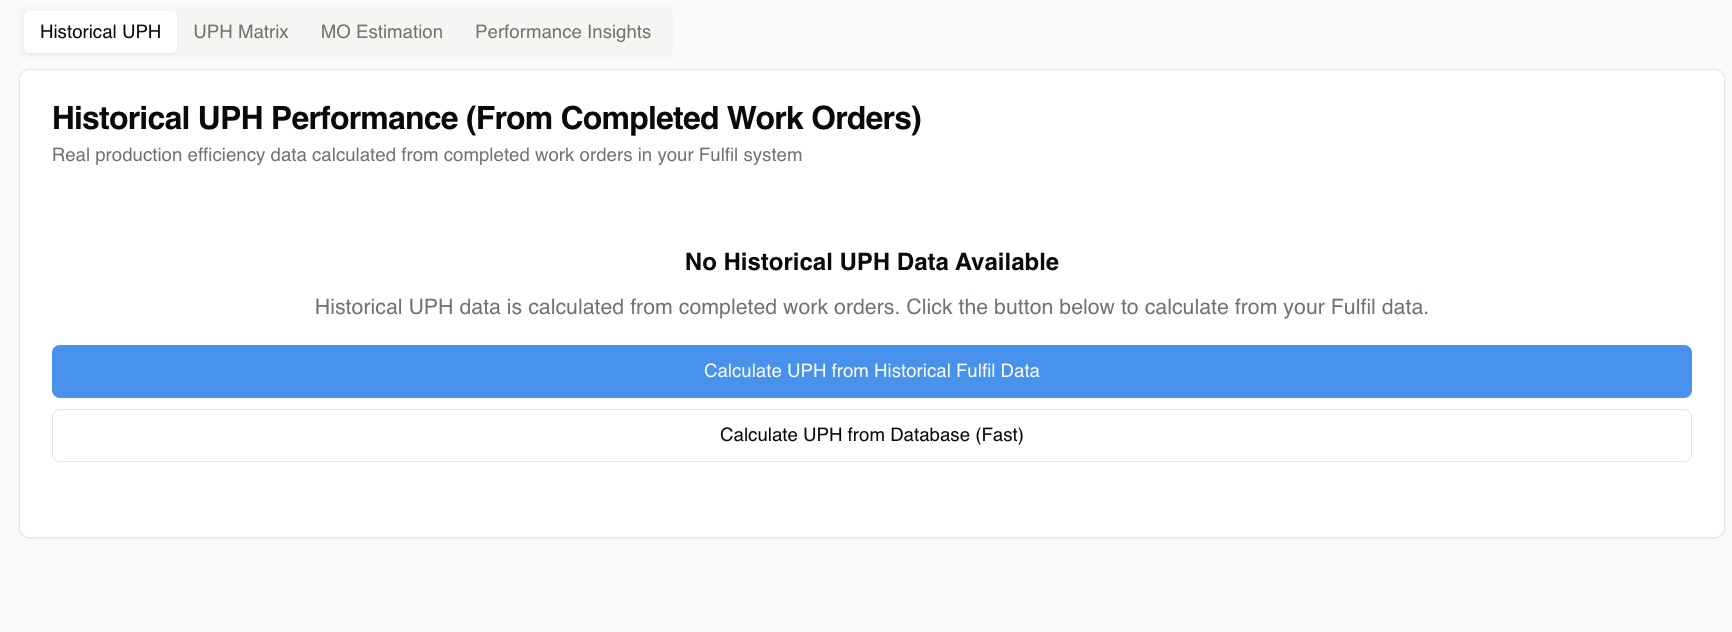 Historical UPH
UPH Matrix
MO Estimation
Performance Insights
Historical UPH Performance (From Completed Work Orders)
Real production efficiency data calculated from completed work orders in your Fulfil system
No Historical UPH Data Available
Historical UPH data is calculated from completed work orders. Click the button below to calculate from your Fulfil data.
Calculate UPH from Historical Fulfil Data
Calculate UPH from Database (Fast)